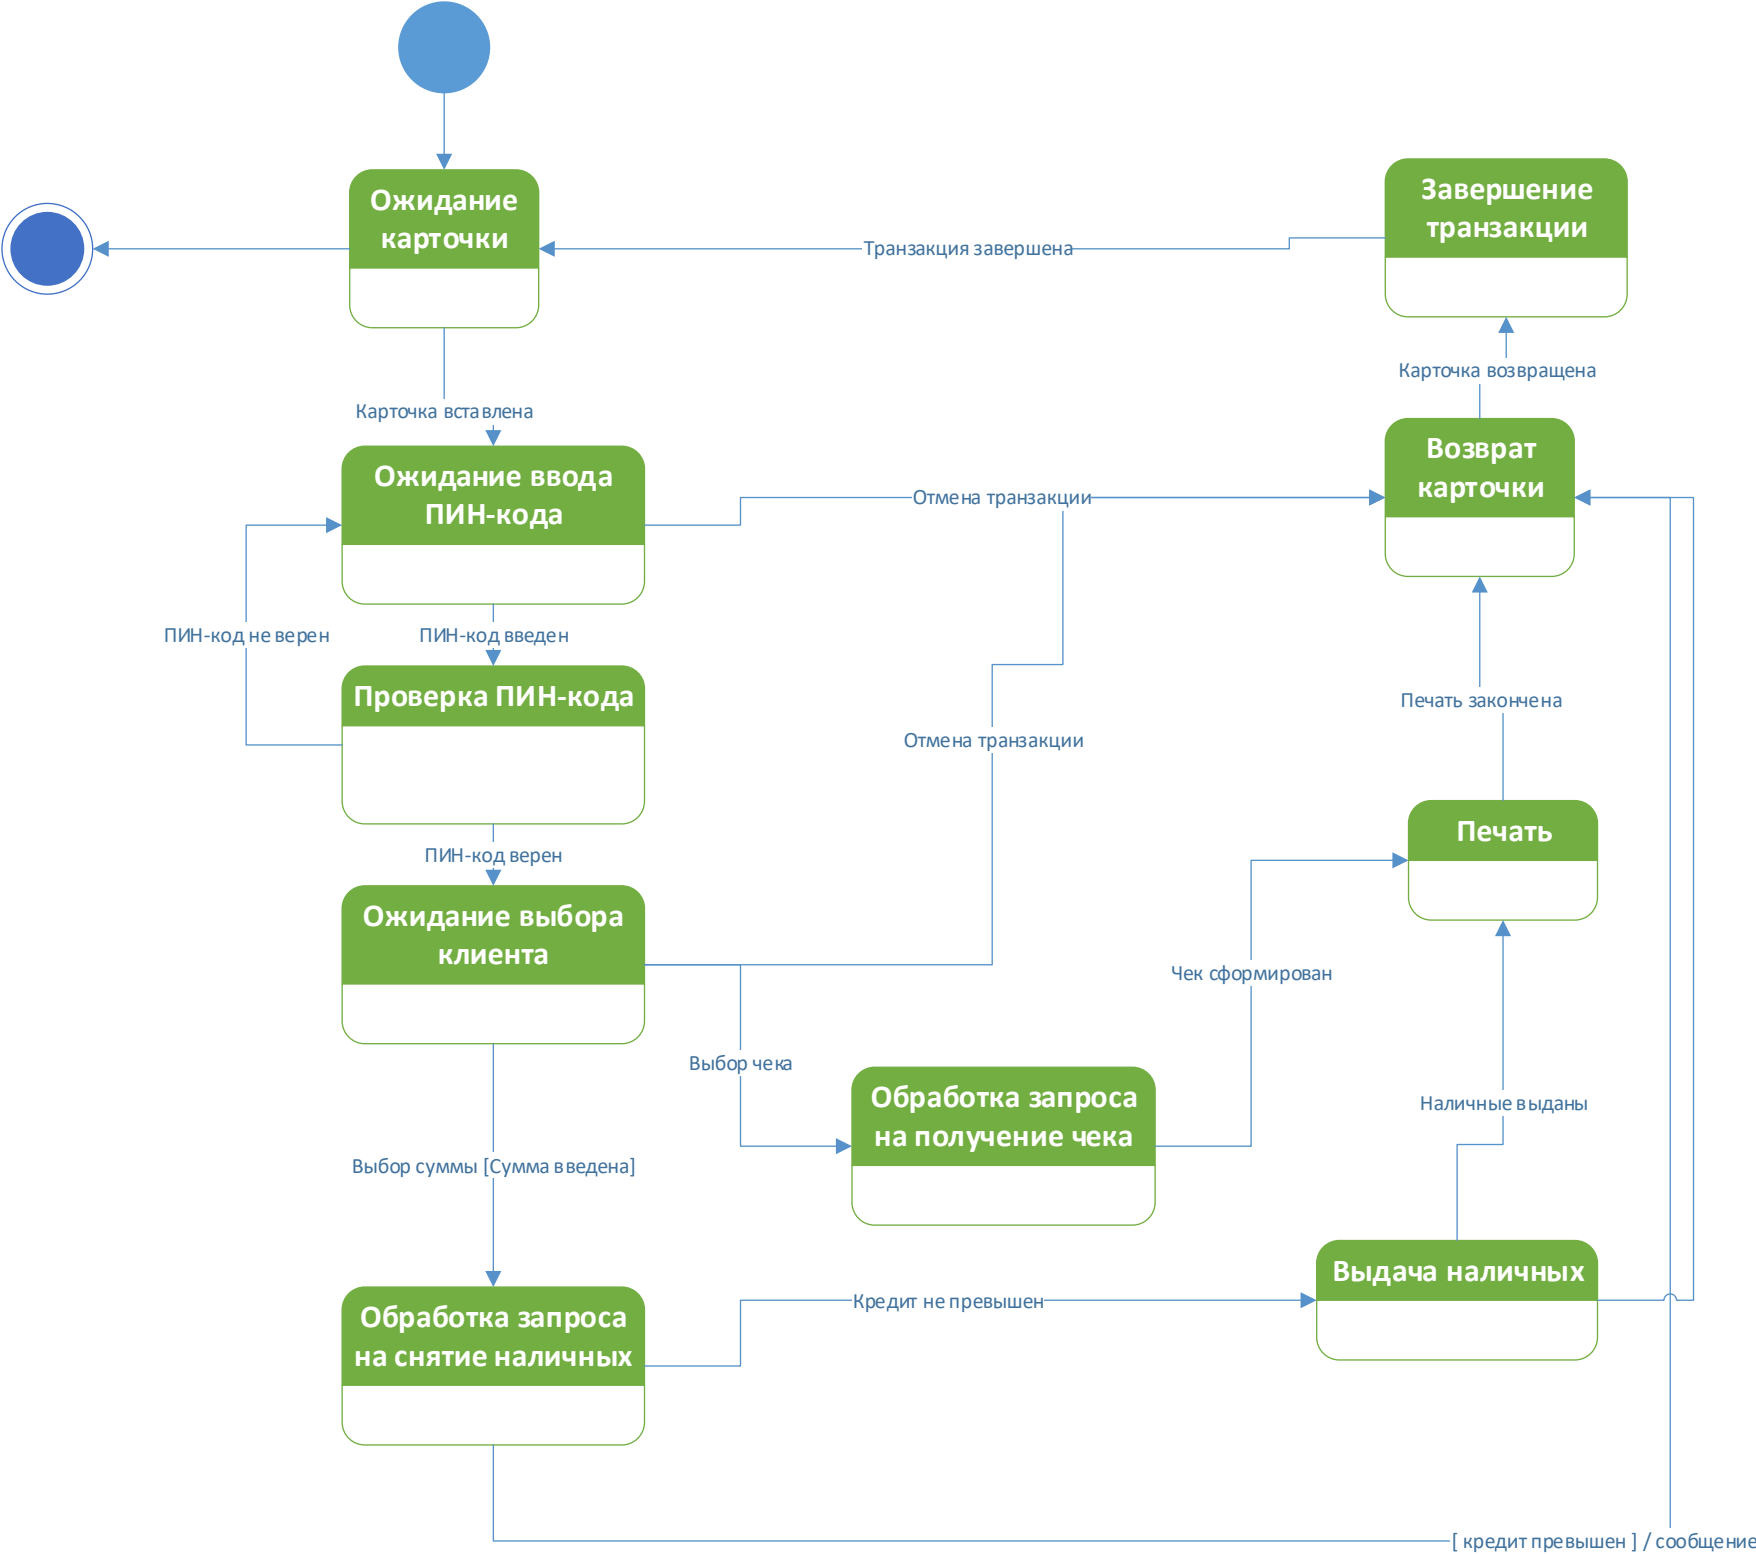 Ожидание
карточки
Завершение
транзакции
Транзакция завершена
Карточка возвращена
Карточка вставлена
Ожидание ввода
ПИН-кода
Отмена транзакции
Возврат
карточки
ПИН-код не верен
ПИН-код введен
Проверка ПИН-кода
Печать закончена
Отмена транзакции
ПИН-код верен
Печать
Ожидание выбора
клиента
Чек сформирован
Выбор чека
Обработка запроса
на получение чека
Наличные выданы
Выбор суммы [Сумма введена]
Выдача наличных
Кредит не превышен
Обработка запроса
на снятие наличных
[ кредит превышен ] / сообщение